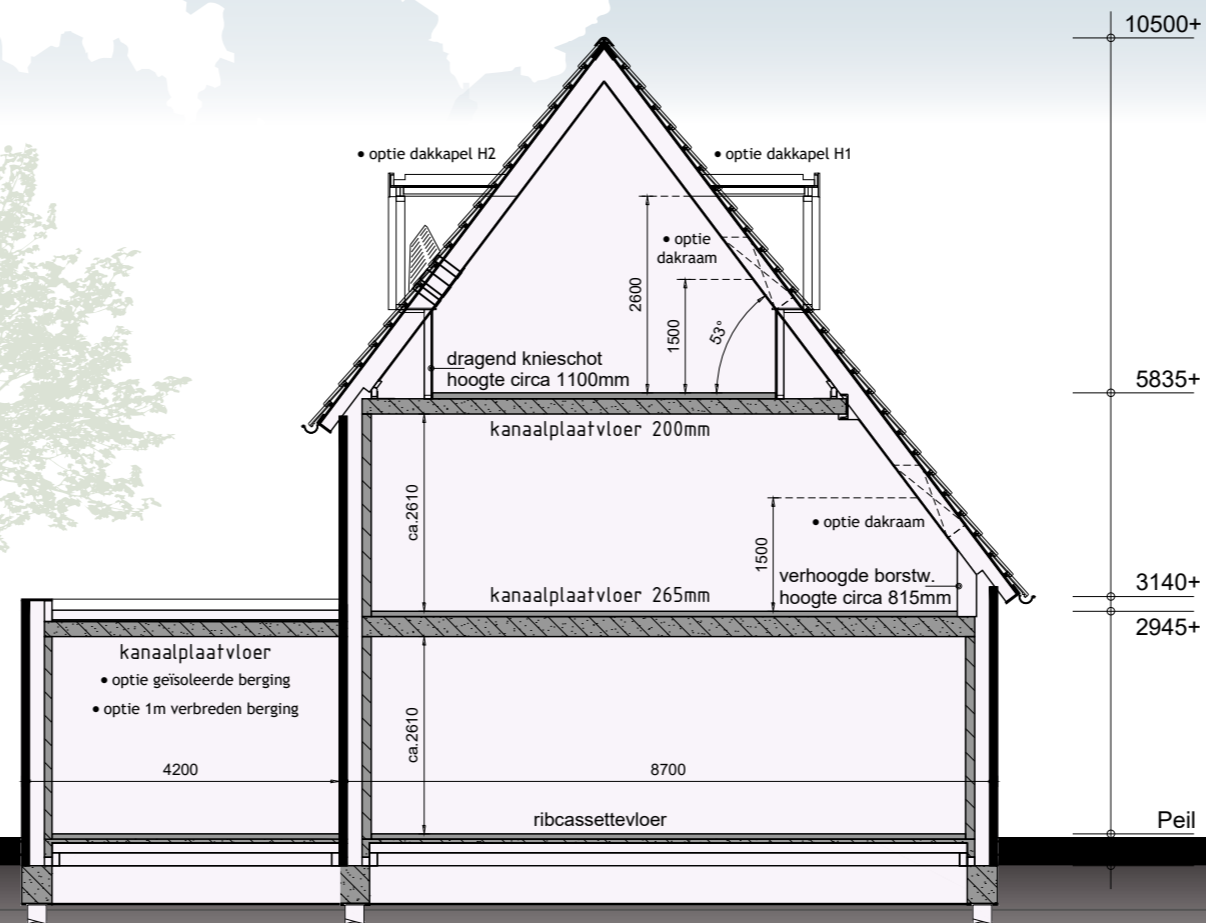 10500+
• optie dakkapel H2
• optie dakkapel H1
• optie
dakraam
2600
1500
53°
dragend knieschot
hoogte circa 1100mm
5835+
kanaalplaatvloer 200mm
ca.2610
• optie dakraam
1500
verhoogde borstw.
hoogte circa 815mm
3140+
kanaalplaatvloer 265mm
2945+
kanaalplaatvloer
• optie geïsoleerde berging
• optie 1m verbreden berging
ca.2610
4200
8700
ribcassettevloer
Peil